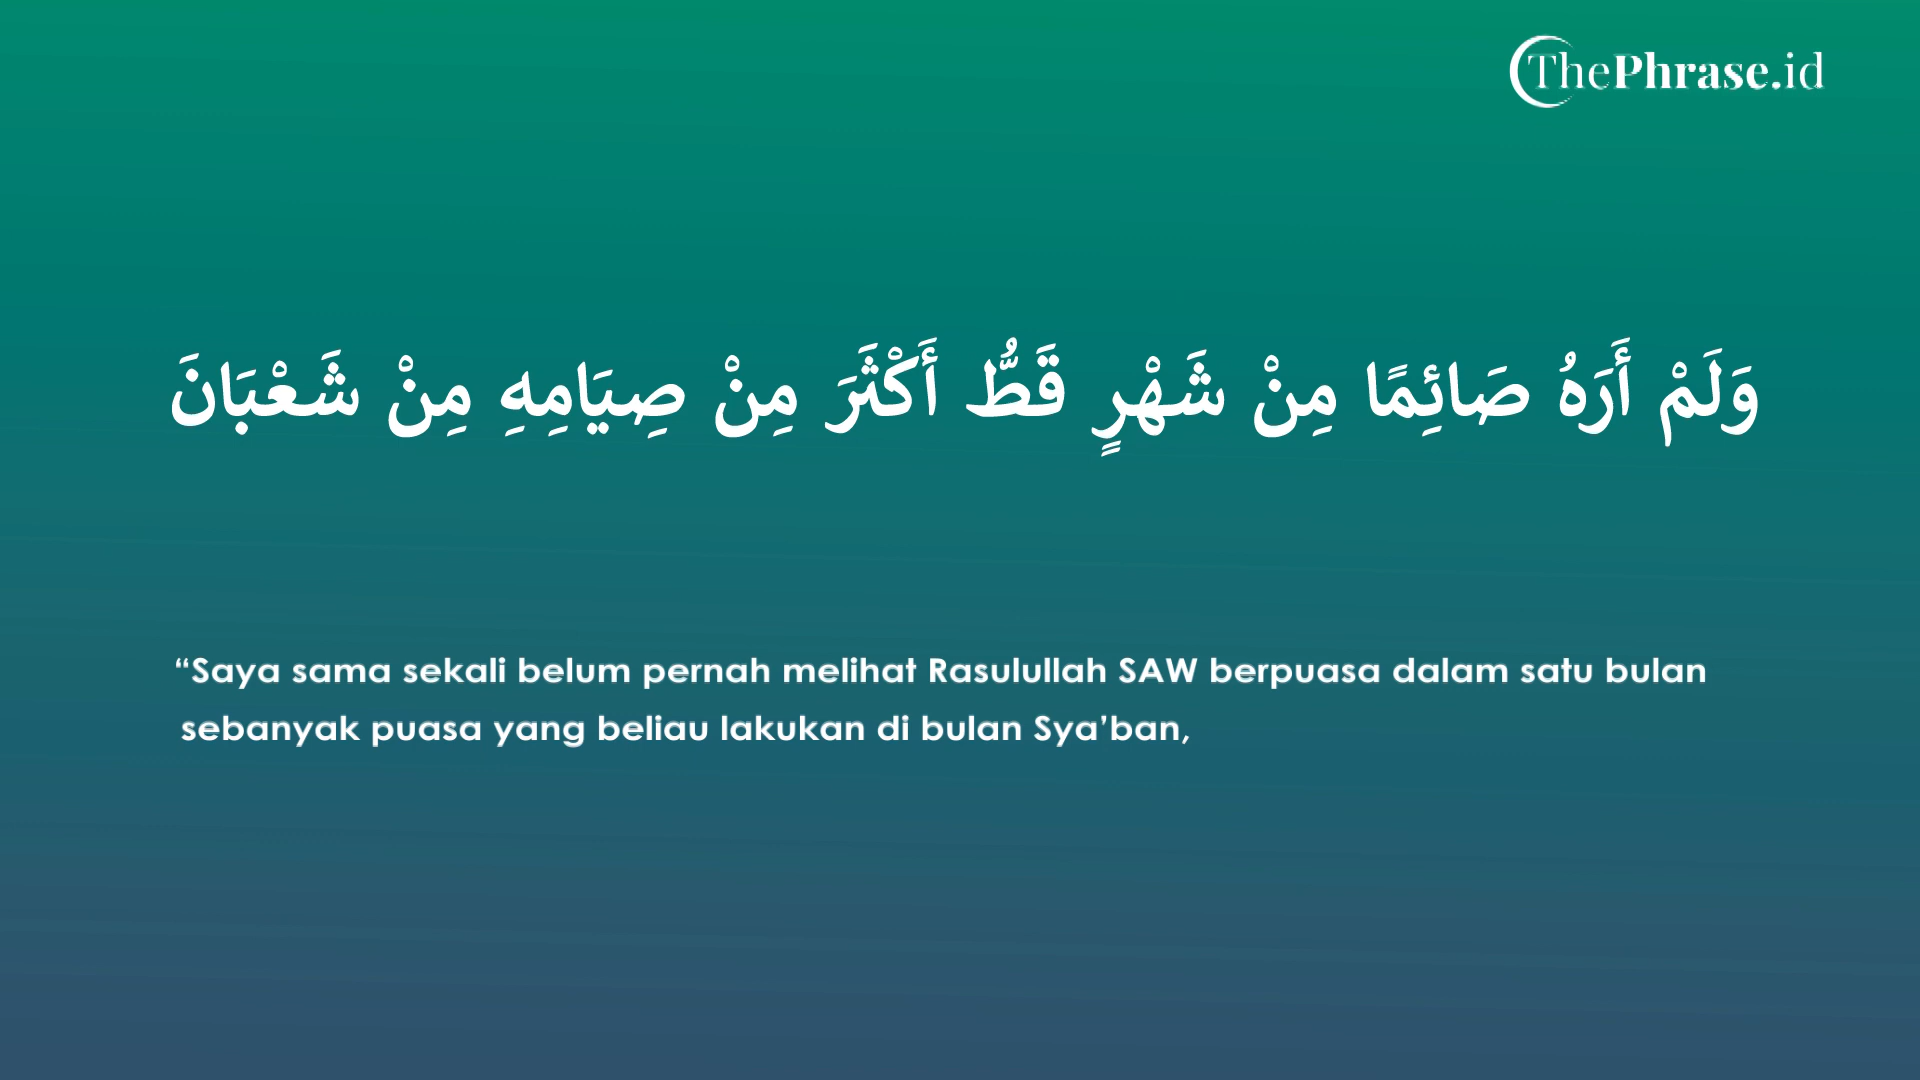 ThePhrase.id
وَلَمْ أَرَهُ صَائِمًا مِنْ شَهْرٍ قَطُّ أَكْثَرَ مِنْ صِيَامِهِ مِنْ شَعْبَانَ
“Saya sama sekali belum pernah melihat Rasulullah SAW berpuasa dalam satu bulan
sebanyak puasa yang beliau lakukan di bulan Sya’ban,